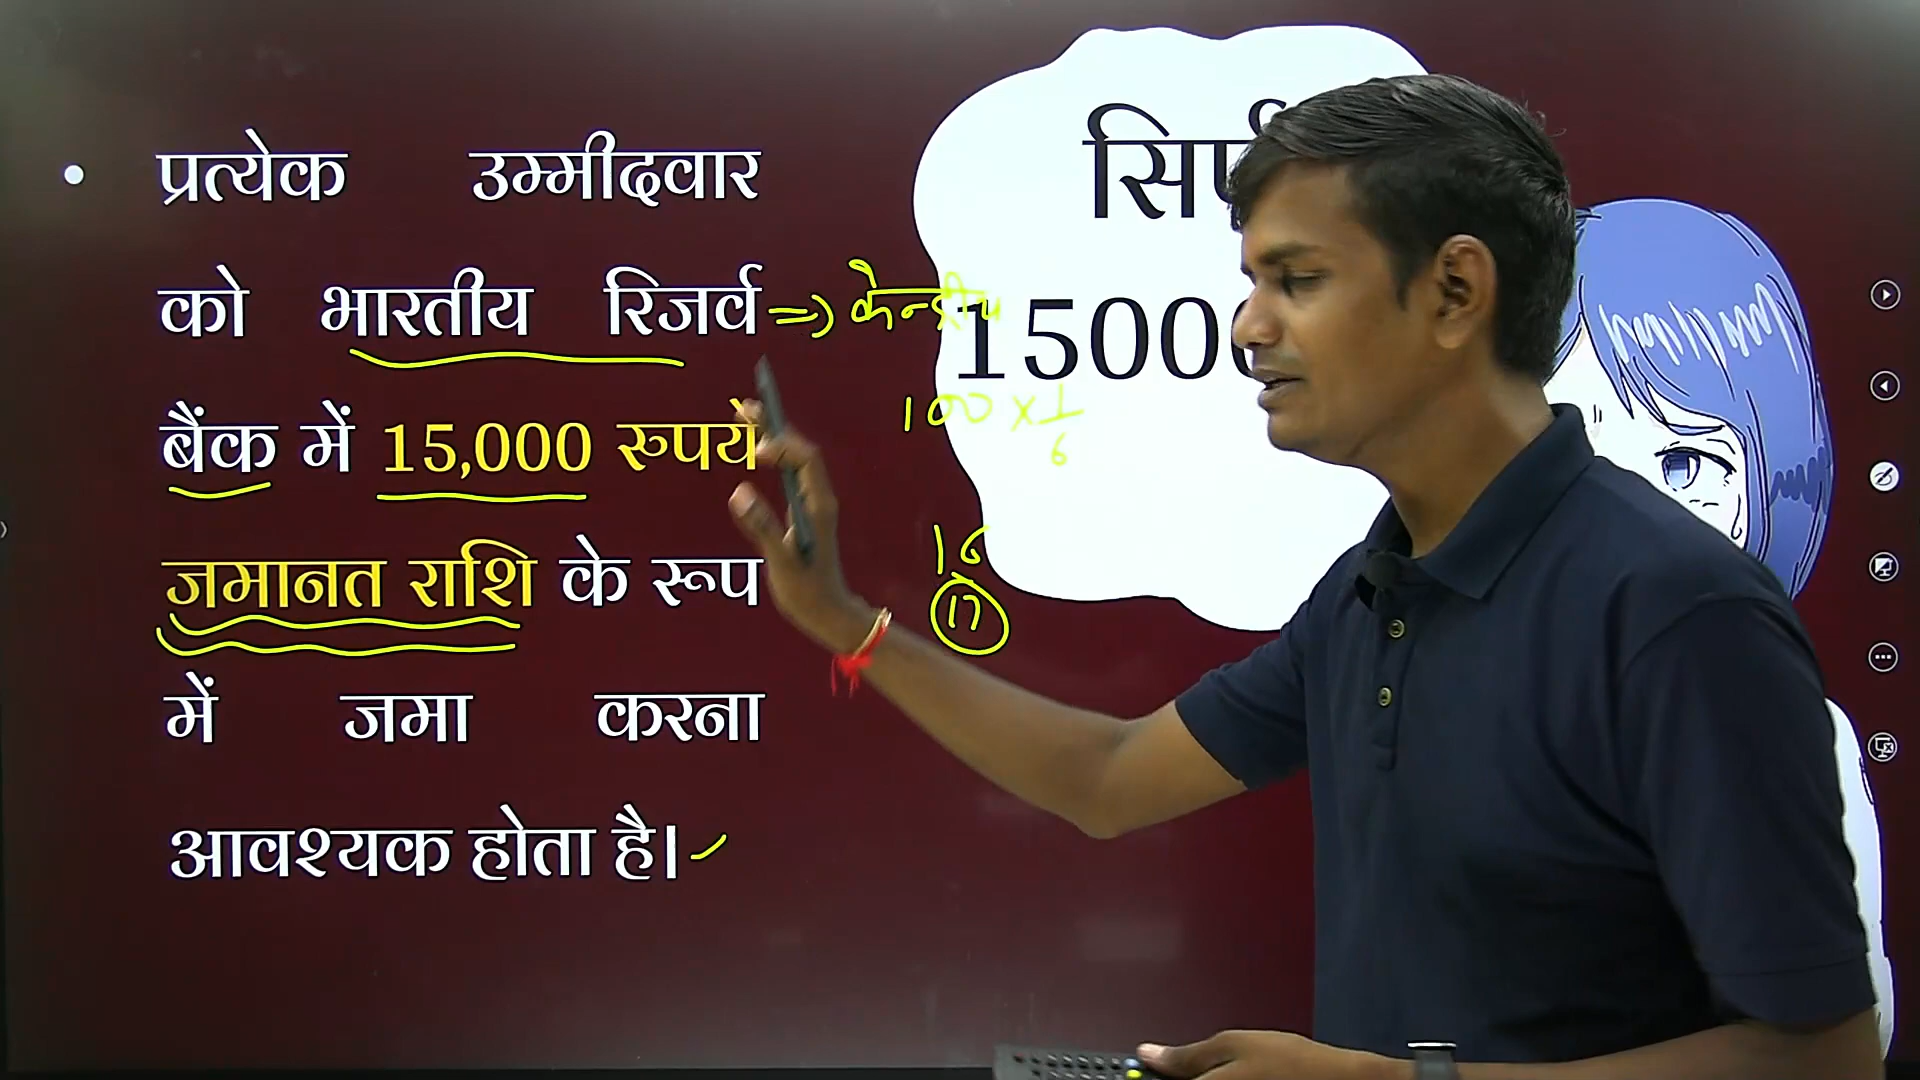 • प्रत्येक उम्मीदवार
को भारतीय रिजर्व => केन्द्रीय
बैंक में 15,000 रुपये
जमानत राशि के रूप
में जमा करना
आवश्यक होता है।
1500
100 × 1/6
16
17